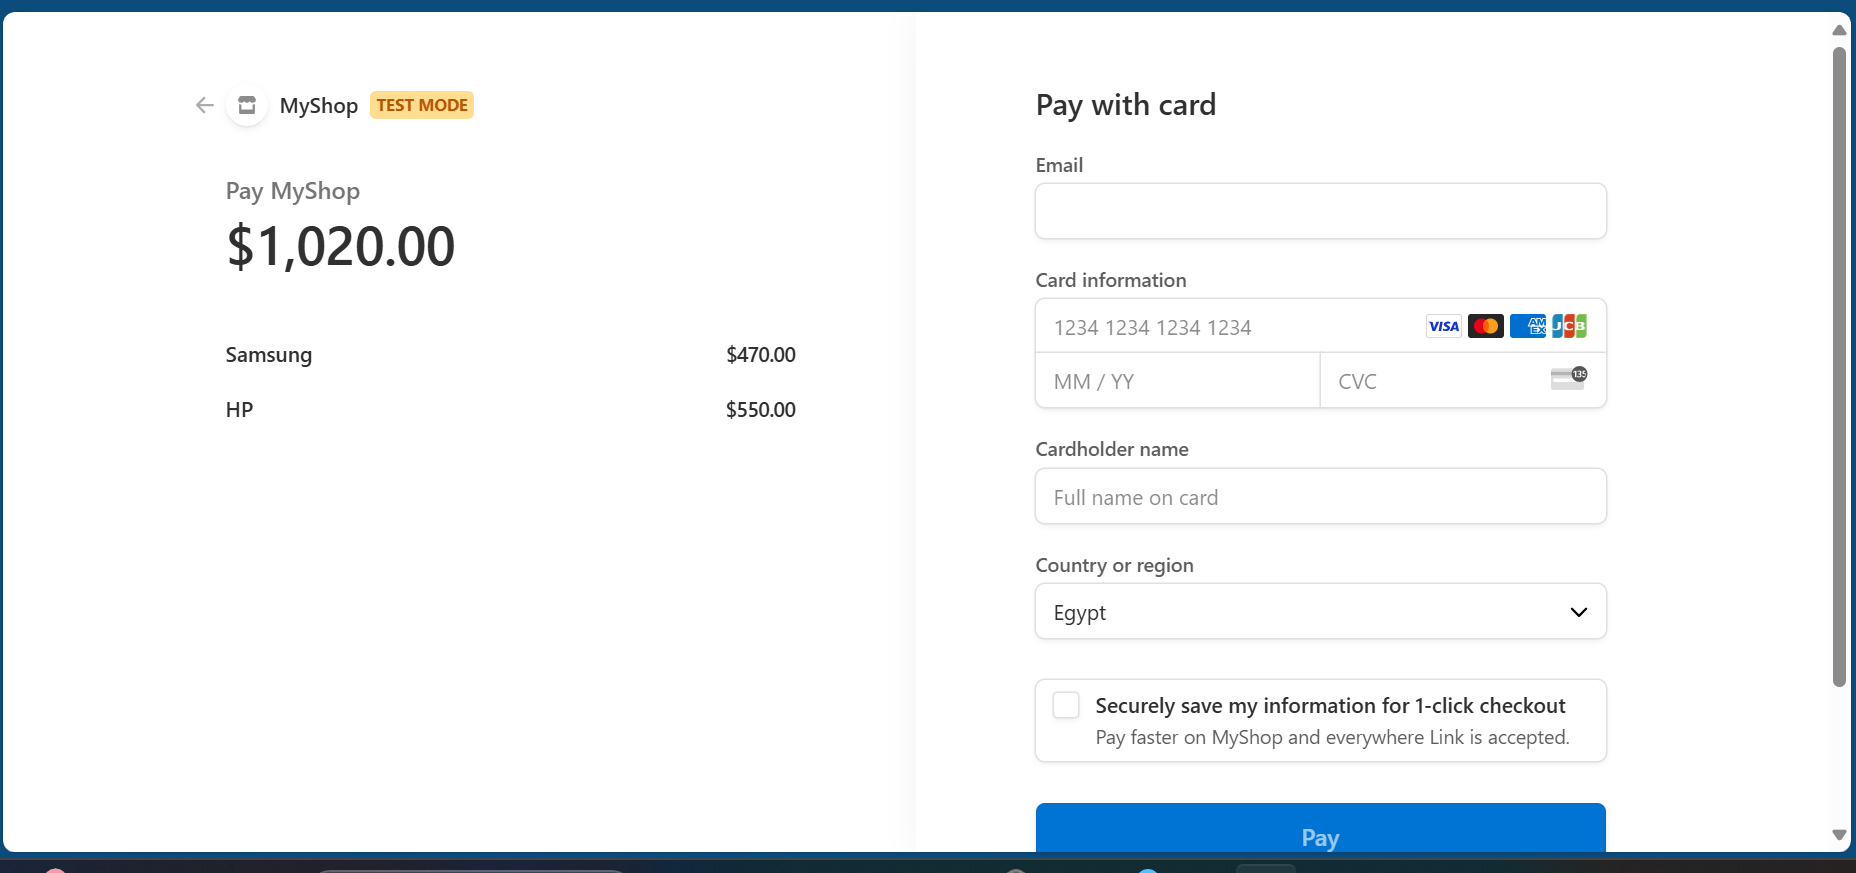 MyShop TEST MODE
Pay MyShop
$1,020.00
Samsung $470.00
HP $550.00
Pay with card
Email
Card information
1234 1234 1234 1234 VISA AM EX JCB
MM / YY CVC 135
Cardholder name
Full name on card
Country or region
Egypt
Securely save my information for 1-click checkout
Pay faster on MyShop and everywhere Link is accepted.
Pay